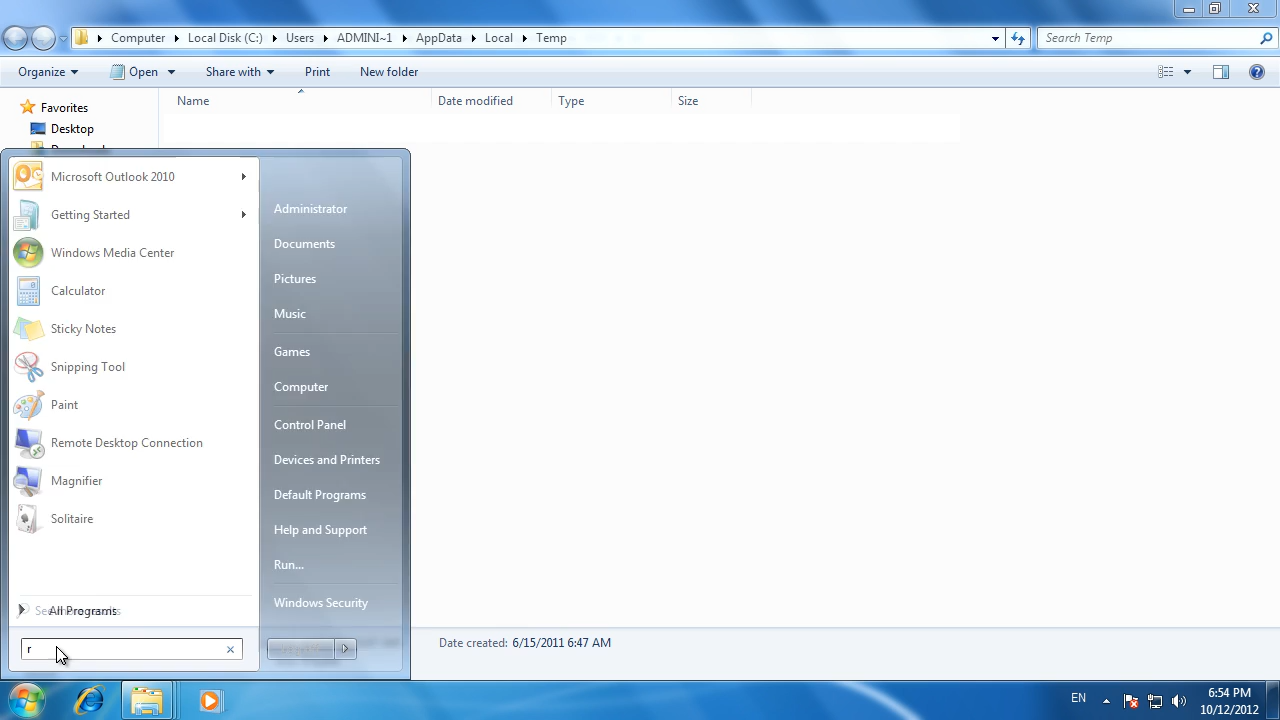 Computer Local Disk (C:) Users ADMINI~1 AppData Local Temp Search Temp
Organize Open Share with Print New folder
Name Date modified Type Size
Favorites
Desktop
Microsoft Outlook 2010
Getting Started
Windows Media Center
Calculator
Sticky Notes
Snipping Tool
Paint
Remote Desktop Connection
Magnifier
Solitaire
All Programs
r
Administrator
Documents
Pictures
Music
Games
Computer
Control Panel
Devices and Printers
Default Programs
Help and Support
Run...
Windows Security
Date created: 6/15/2011 6:47 AM
EN
6:54 PM
10/12/2012